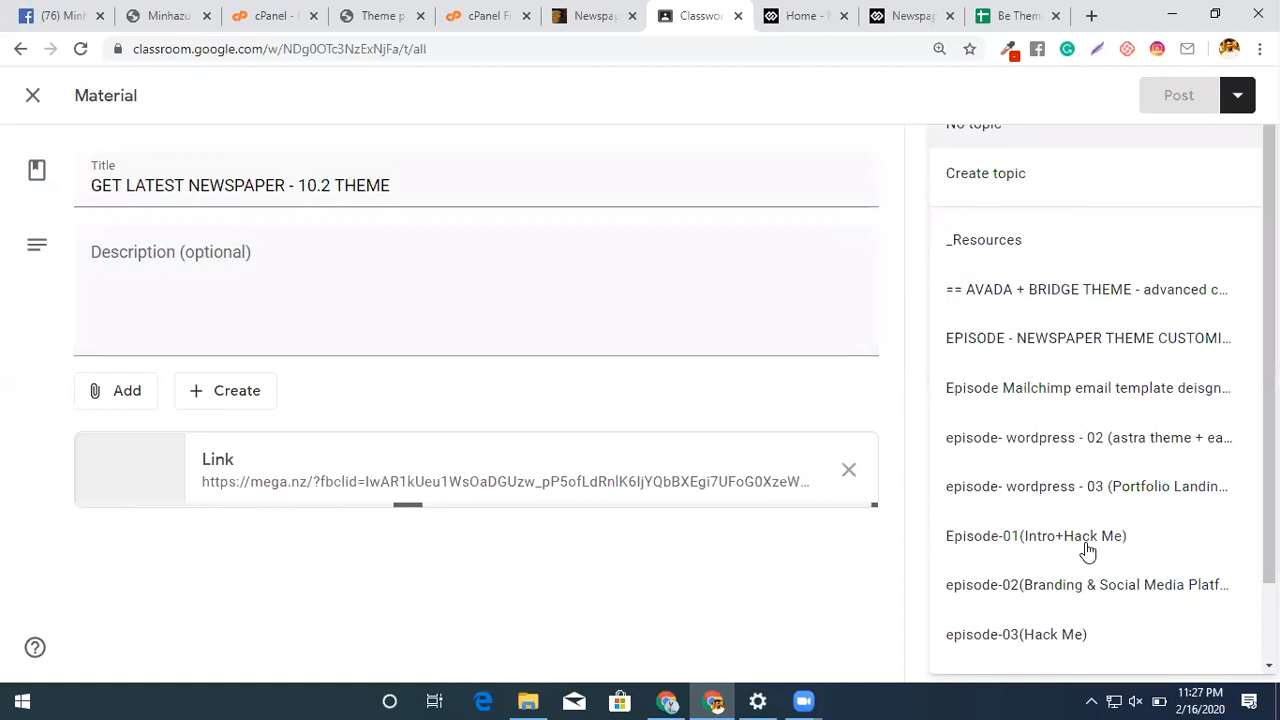 (76) Minha
Minhazu
cPanel -
Theme p
cPanel Fi
Newspap
Classwo
Home - N
Newspap
Be Them
classroom.google.com/w/NDg0OTc3NzExNjFa/t/all
Material
Post
No topic
Title
GET LATEST NEWSPAPER - 10.2 THEME
Create topic
Description (optional)
_Resources
== AVADA + BRIDGE THEME - advanced c...
EPISODE - NEWSPAPER THEME CUSTOMI...
Add
Create
Episode Mailchimp email template deisgn...
episode- wordpress - 02 (astra theme + ea...
Link
https://mega.nz/?fbclid=IwAR1kUeu1WsOaDGUzw_pP5ofLdRnlK6IjYQbBXEgi7UFoG0XzeW...
episode- wordpress - 03 (Portfolio Landin...
Episode-01(Intro+Hack Me)
episode-02(Branding & Social Media Platf...
episode-03(Hack Me)
11:27 PM
2/16/2020